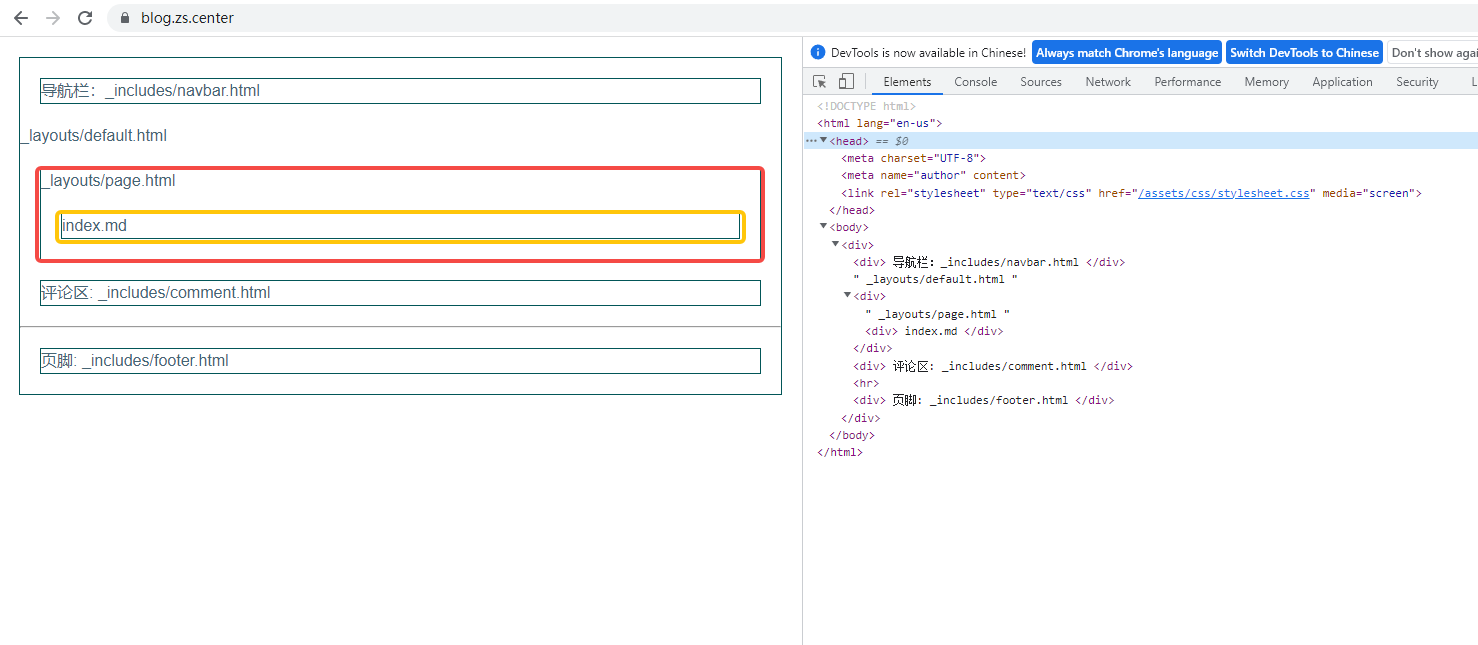 blog.zs.center
导航栏：_includes/navbar.html
_layouts/default.html
_layouts/page.html
index.md
评论区: _includes/comment.html
页脚: _includes/footer.html
DevTools is now available in Chinese! Always match Chrome's language Switch DevTools to Chinese Don't show agai
Elements Console Sources Network Performance Memory Application Security L
<!DOCTYPE html>
<html lang="en-us">
<head> == $0
<meta charset="UTF-8">
<meta name="author" content>
<link rel="stylesheet" type="text/css" href="/assets/css/stylesheet.css" media="screen">
</head>
<body>
<div>
<div> 导航栏：_includes/navbar.html </div>
" _layouts/default.html "
<div>
" _layouts/page.html "
<div> index.md </div>
</div>
<div> 评论区: _includes/comment.html </div>
<hr>
<div> 页脚: _includes/footer.html </div>
</div>
</body>
</html>